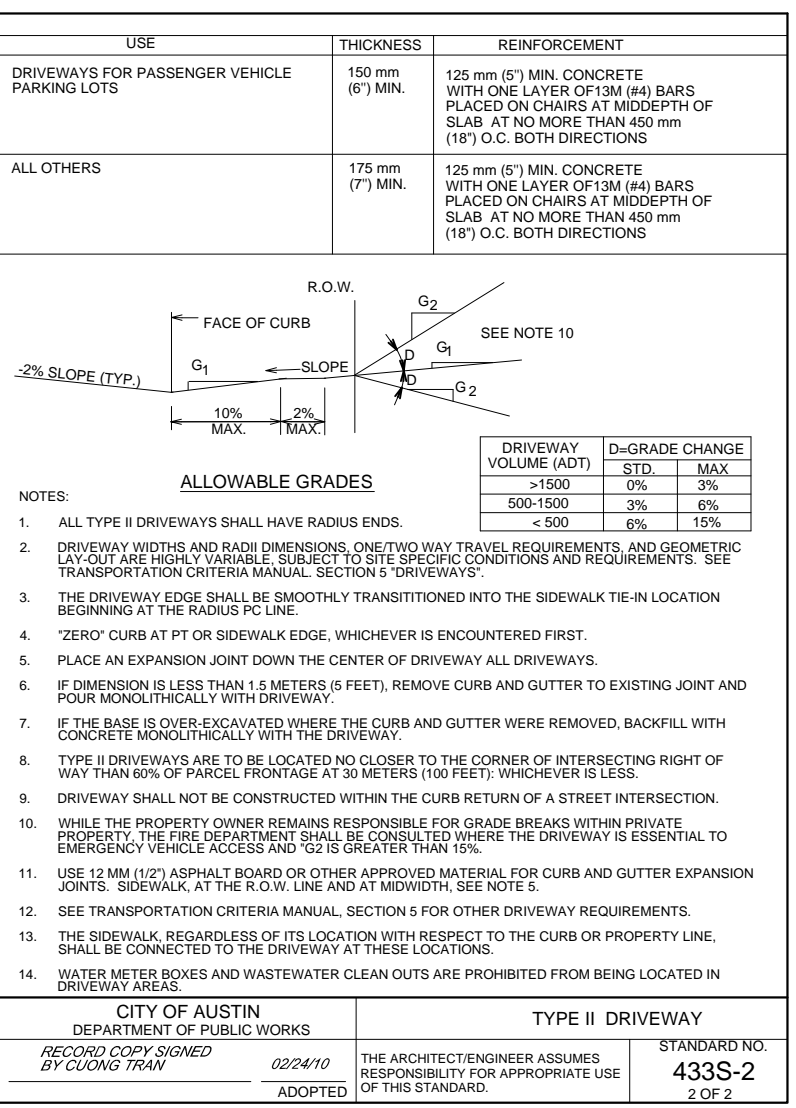 USE THICKNESS REINFORCEMENT
DRIVEWAYS FOR PASSENGER VEHICLE
PARKING LOTS
150 mm
(6") MIN.
125 mm (5") MIN. CONCRETE
WITH ONE LAYER OF13M (#4) BARS
PLACED ON CHAIRS AT MIDDEPTH OF
SLAB AT NO MORE THAN 450 mm
(18") O.C. BOTH DIRECTIONS
ALL OTHERS
175 mm
(7") MIN.
125 mm (5") MIN. CONCRETE
WITH ONE LAYER OF13M (#4) BARS
PLACED ON CHAIRS AT MIDDEPTH OF
SLAB AT NO MORE THAN 450 mm
(18") O.C. BOTH DIRECTIONS
R.O.W.
G2
FACE OF CURB
SEE NOTE 10
D
G1
-2% SLOPE (TYP.)
G1
SLOPE
D
G2
10%
MAX.
2%
MAX.
ALLOWABLE GRADES
DRIVEWAY
VOLUME (ADT)
D=GRADE CHANGE
STD. MAX
>1500 0% 3%
500-1500 3% 6%
< 500 6% 15%
NOTES:
1. ALL TYPE II DRIVEWAYS SHALL HAVE RADIUS ENDS.
2. DRIVEWAY WIDTHS AND RADII DIMENSIONS, ONE/TWO WAY TRAVEL REQUIREMENTS, AND GEOMETRIC
LAY-OUT ARE HIGHLY VARIABLE, SUBJECT TO SITE SPECIFIC CONDITIONS AND REQUIREMENTS. SEE
TRANSPORTATION CRITERIA MANUAL. SECTION 5 "DRIVEWAYS".
3. THE DRIVEWAY EDGE SHALL BE SMOOTHLY TRANSITITIONED INTO THE SIDEWALK TIE-IN LOCATION
BEGINNING AT THE RADIUS PC LINE.
4. "ZERO" CURB AT PT OR SIDEWALK EDGE, WHICHEVER IS ENCOUNTERED FIRST.
5. PLACE AN EXPANSION JOINT DOWN THE CENTER OF DRIVEWAY ALL DRIVEWAYS.
6. IF DIMENSION IS LESS THAN 1.5 METERS (5 FEET), REMOVE CURB AND GUTTER TO EXISTING JOINT AND
POUR MONOLITHICALLY WITH DRIVEWAY.
7. IF THE BASE IS OVER-EXCAVATED WHERE THE CURB AND GUTTER WERE REMOVED, BACKFILL WITH
CONCRETE MONOLITHICALLY WITH THE DRIVEWAY.
8. TYPE II DRIVEWAYS ARE TO BE LOCATED NO CLOSER TO THE CORNER OF INTERSECTING RIGHT OF
WAY THAN 60% OF PARCEL FRONTAGE AT 30 METERS (100 FEET): WHICHEVER IS LESS.
9. DRIVEWAY SHALL NOT BE CONSTRUCTED WITHIN THE CURB RETURN OF A STREET INTERSECTION.
10. WHILE THE PROPERTY OWNER REMAINS RESPONSIBLE FOR GRADE BREAKS WITHIN PRIVATE
PROPERTY, THE FIRE DEPARTMENT SHALL BE CONSULTED WHERE THE DRIVEWAY IS ESSENTIAL TO
EMERGENCY VEHICLE ACCESS AND "G2 IS GREATER THAN 15%.
11. USE 12 MM (1/2") ASPHALT BOARD OR OTHER APPROVED MATERIAL FOR CURB AND GUTTER EXPANSION
JOINTS. SIDEWALK, AT THE R.O.W. LINE AND AT MIDWIDTH, SEE NOTE 5.
12. SEE TRANSPORTATION CRITERIA MANUAL, SECTION 5 FOR OTHER DRIVEWAY REQUIREMENTS.
13. THE SIDEWALK, REGARDLESS OF ITS LOCATION WITH RESPECT TO THE CURB OR PROPERTY LINE,
SHALL BE CONNECTED TO THE DRIVEWAY AT THESE LOCATIONS.
14. WATER METER BOXES AND WASTEWATER CLEAN OUTS ARE PROHIBITED FROM BEING LOCATED IN
DRIVEWAY AREAS.
CITY OF AUSTIN
DEPARTMENT OF PUBLIC WORKS
TYPE II DRIVEWAY
RECORD COPY SIGNED
BY CUONG TRAN 02/24/10
ADOPTED
THE ARCHITECT/ENGINEER ASSUMES
RESPONSIBILITY FOR APPROPRIATE USE
OF THIS STANDARD.
STANDARD NO.
433S-2
2 OF 2